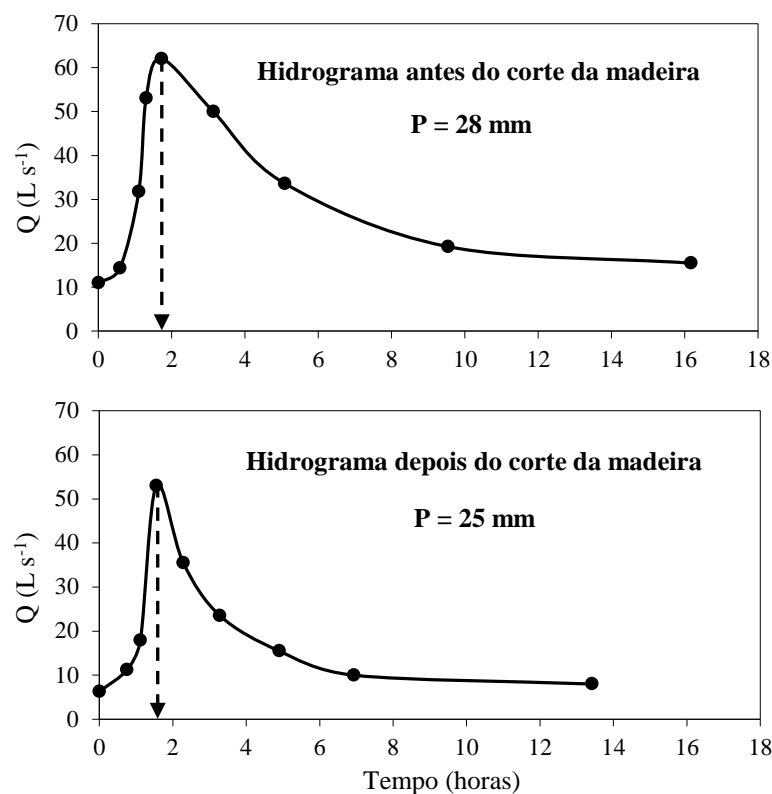 70
60
50
40
30
20
10
0
Q (L s-1)
Hidrograma antes do corte da madeira
P = 28 mm
0 2 4 6 8 10 12 14 16 18
70
60
50
40
30
20
10
0
Q (L s-1)
Hidrograma depois do corte da madeira
P = 25 mm
0 2 4 6 8 10 12 14 16 18
Tempo (horas)